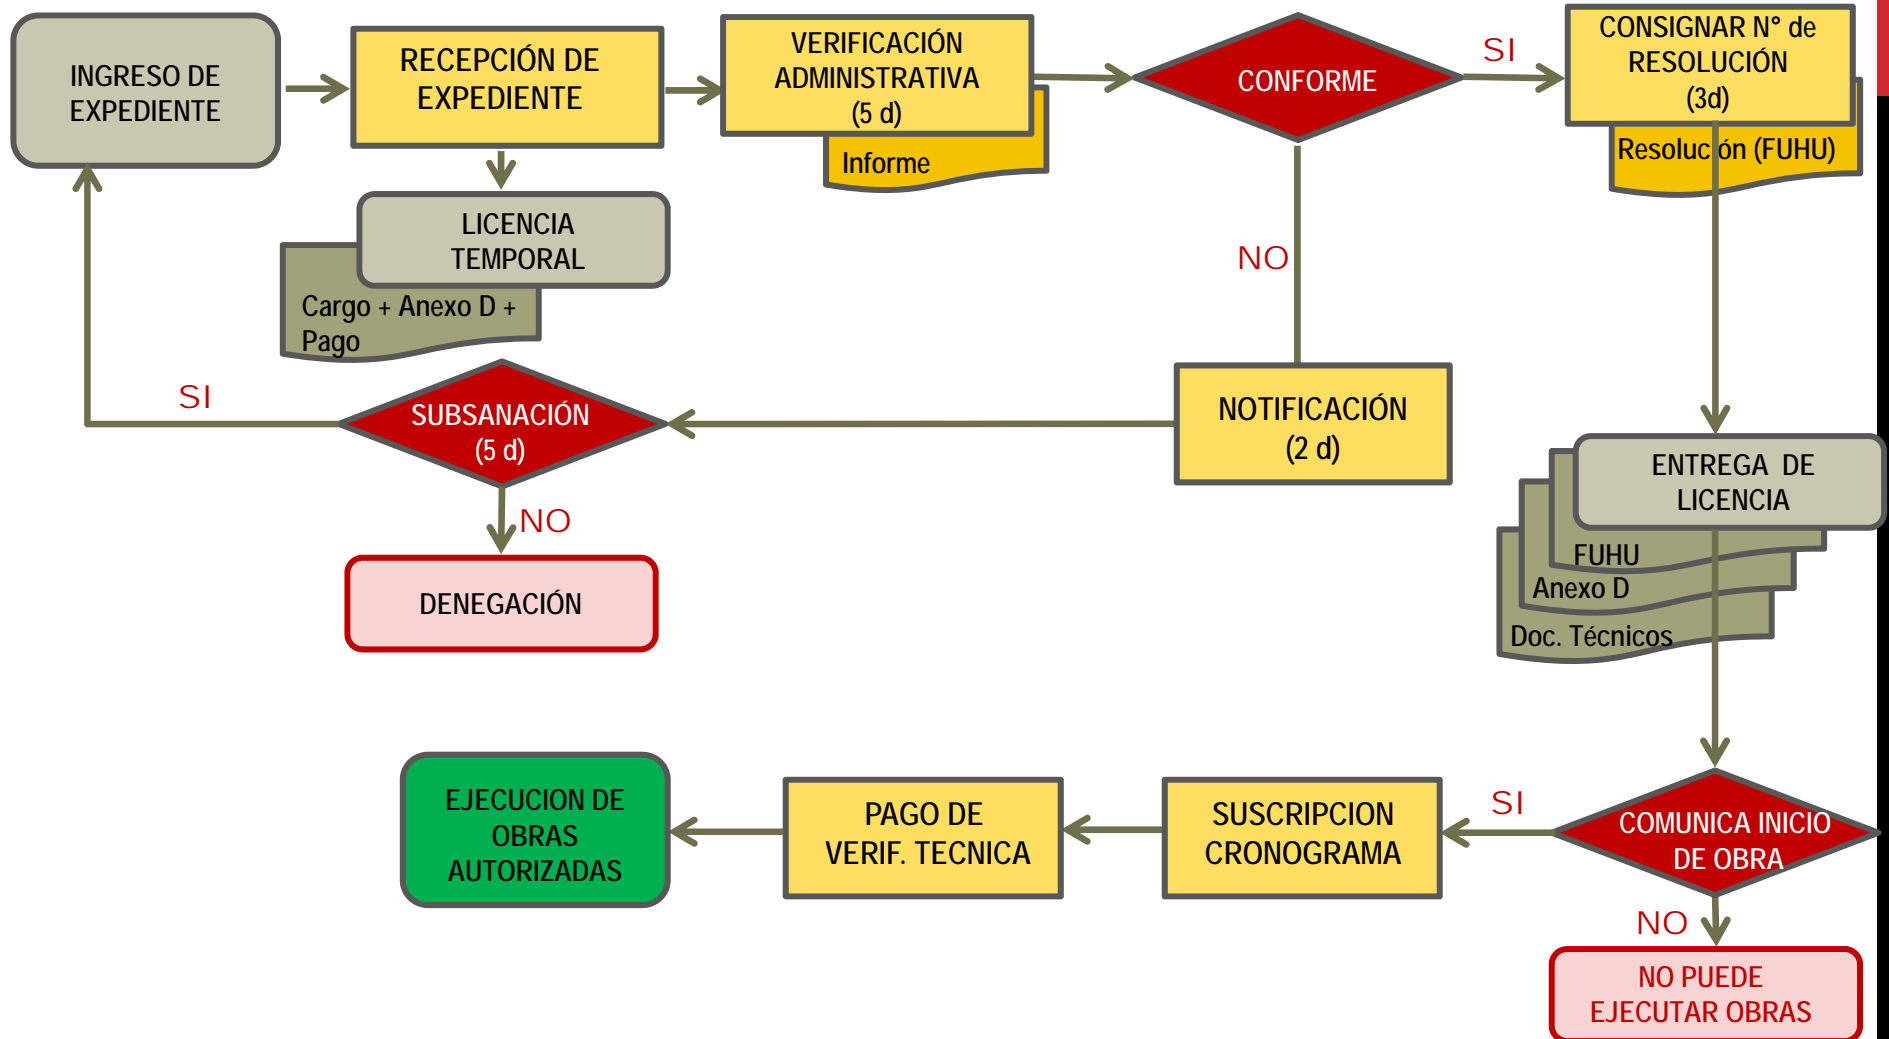 INGRESO DE
EXPEDIENTE
RECEPCIÓN DE
EXPEDIENTE
VERIFICACIÓN
ADMINISTRATIVA
(5 d)
Informe
CONFORME
SI
CONSIGNAR N° de
RESOLUCIÓN
(3d)
Resolución (FUHU)
LICENCIA
TEMPORAL
Cargo + Anexo D +
Pago
NO
SI
SUBSANACIÓN
(5 d)
NOTIFICACIÓN
(2 d)
NO
DENEGACIÓN
ENTREGA DE
LICENCIA
FUHU
Anexo D
Doc. Técnicos
EJECUCION DE
OBRAS
AUTORIZADAS
PAGO DE
VERIF. TECNICA
SUSCRIPCION
CRONOGRAMA
SI
COMUNICA INICIO
DE OBRA
NO
NO PUEDE
EJECUTAR OBRAS